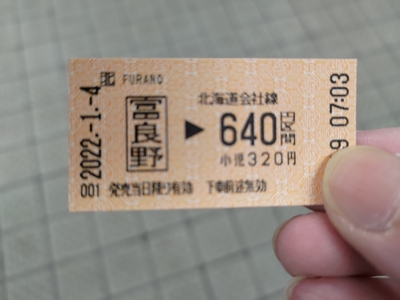 北 FURANO
2022.-1.-4
富良野
北海道会社線
▶ 640円区間
小児320円
001 発売当日限り有効 下車前途無効
9 07:03